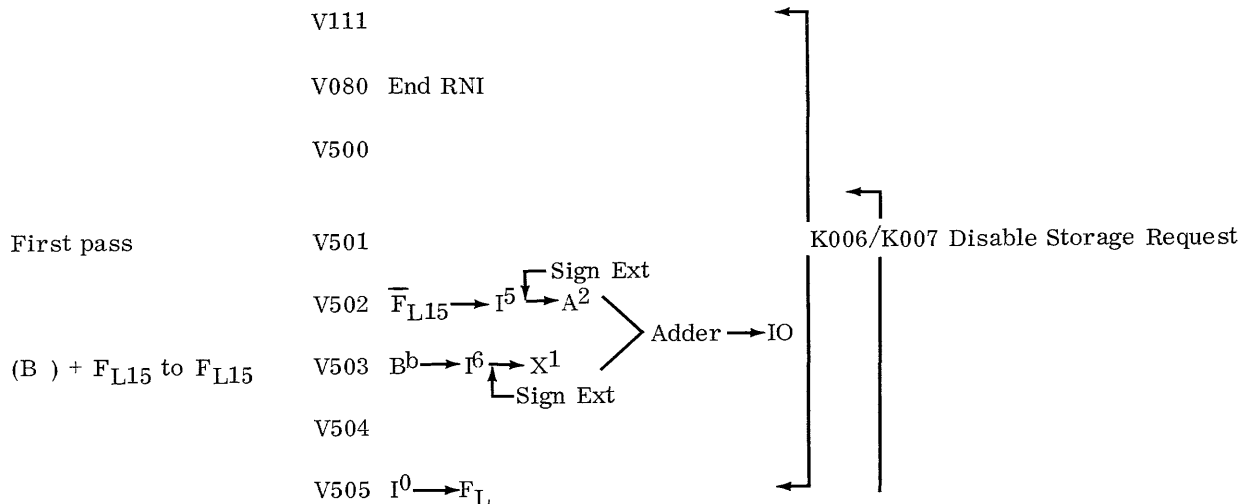 V111
V080 End RNI
V500
First pass V501 K006/K007 Disable Storage Request
Sign Ext
V502 F̅L15 → I⁵ → A²
Adder → IO
(B ) + FL15 to FL15 V503 Bᵇ → I⁶ → X¹
Sign Ext
V504
V505 I⁰ → FL